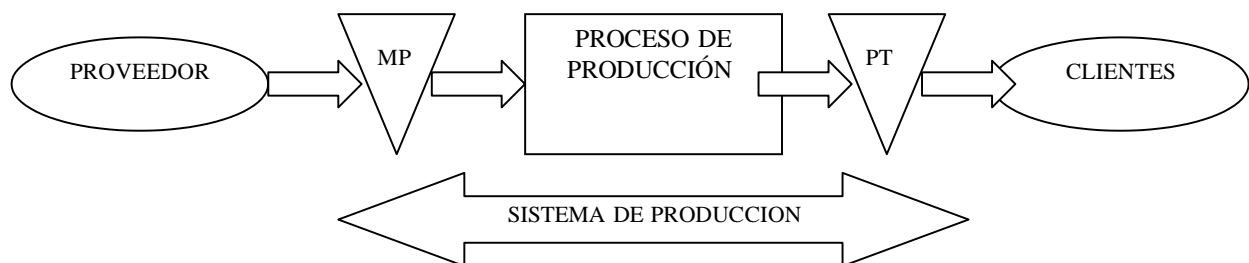 PROVEEDOR
MP
PROCESO DE
PRODUCCIÓN
PT
CLIENTES
SISTEMA DE PRODUCCION